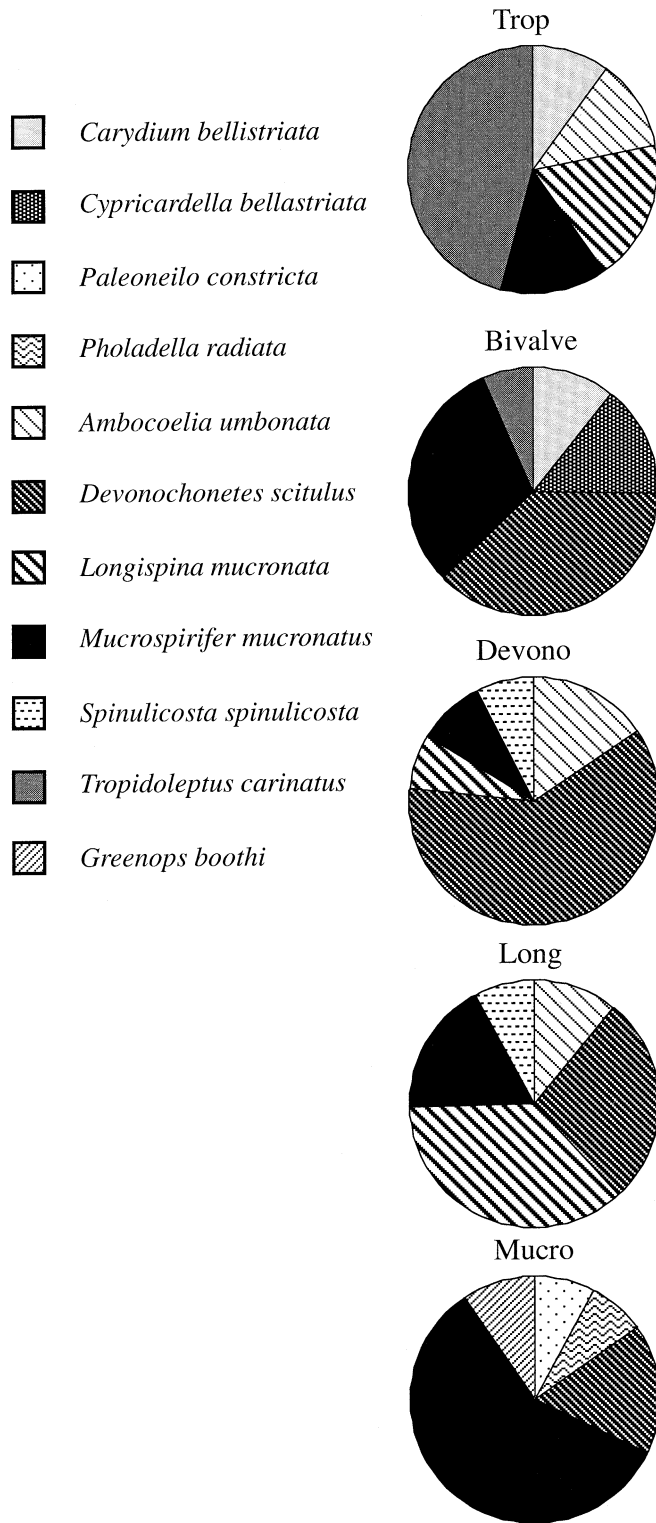 Trop
Carydium bellistriata
Cypricardella bellastriata
Paleoneilo constricta
Pholadella radiata
Ambocoelia umbonata
Devonochonetes scitulus
Longispina mucronata
Mucrospirifer mucronatus
Spinulicosta spinulicosta
Tropidoleptus carinatus
Greenops boothi
Bivalve
Devono
Long
Mucro